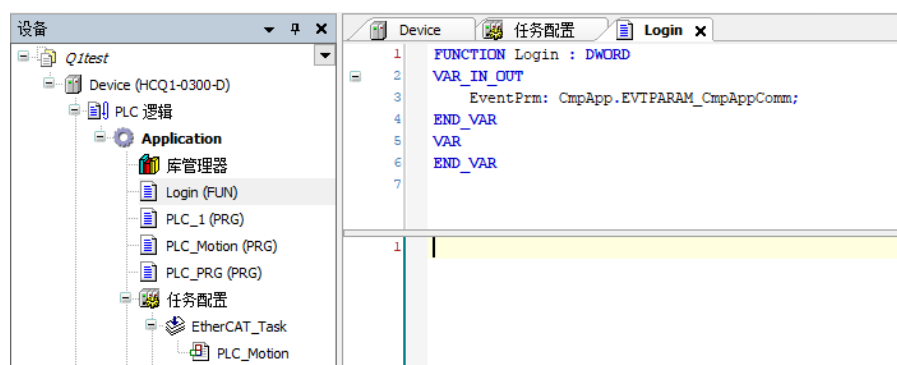 设备
Q1test
Device (HCQ1-0300-D)
PLC 逻辑
Application
库管理器
Login (FUN)
PLC_1 (PRG)
PLC_Motion (PRG)
PLC_PRG (PRG)
任务配置
EtherCAT_Task
PLC_Motion
Device
任务配置
Login
1 FUNCTION Login : DWORD
2 VAR_IN_OUT
3 EventPrm: CmpApp.EVTPARAM_CmpAppComm;
4 END_VAR
5 VAR
6 END_VAR
7
1